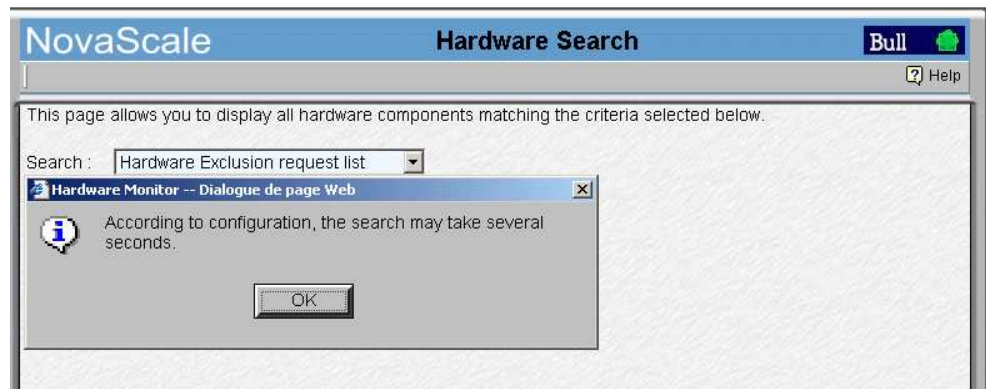 NovaScale Hardware Search Bull
Help
This page allows you to display all hardware components matching the criteria selected below.
Search : Hardware Exclusion request list
Hardware Monitor -- Dialogue de page Web
According to configuration, the search may take several
seconds.
OK